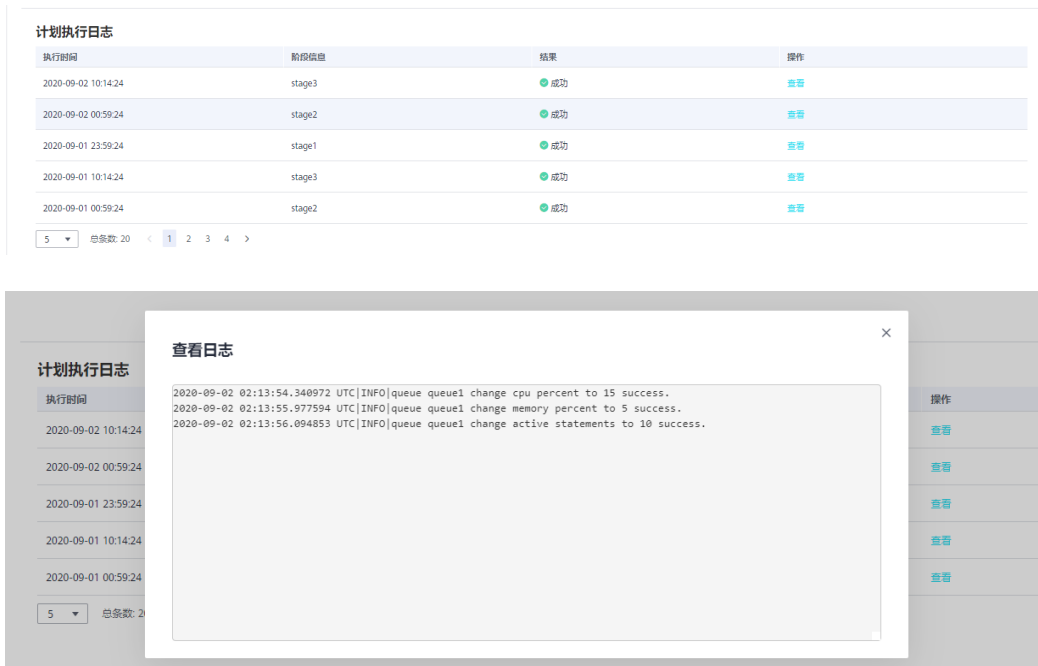 计划执行日志
执行时间 阶段信息 结果 操作
2020-09-02 10:14:24 stage3 成功 查看
2020-09-02 00:59:24 stage2 成功 查看
2020-09-01 23:59:24 stage1 成功 查看
2020-09-01 10:14:24 stage3 成功 查看
2020-09-01 00:59:24 stage2 成功 查看
5 总条数: 20 < 1 2 3 4 >
查看日志
计划执行日志
2020-09-02 02:13:54.340972 UTC|INFO|queue queue1 change cpu percent to 15 success.
2020-09-02 02:13:55.977594 UTC|INFO|queue queue1 change memory percent to 5 success.
2020-09-02 02:13:56.094853 UTC|INFO|queue queue1 change active statements to 10 success.
执行时间 操作
2020-09-02 10:14:24 查看
2020-09-02 00:59:24 查看
2020-09-01 23:59:24 查看
2020-09-01 10:14:24 查看
2020-09-01 00:59:24 查看
5 总条数: 2